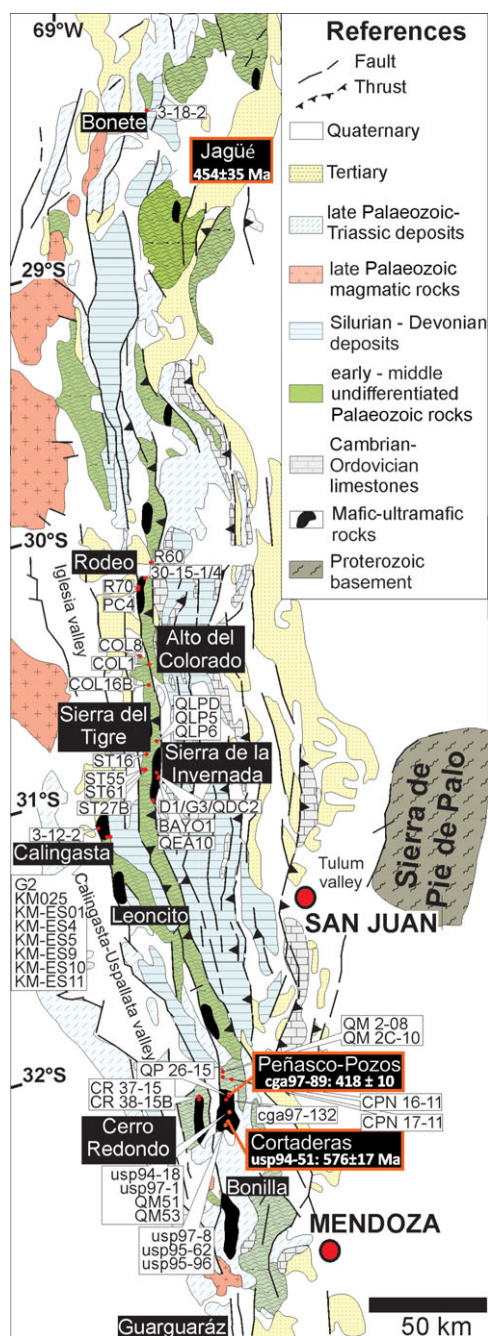 69°W
References
Fault
Thrust
Quaternary
Tertiary
late Palaeozoic-
Triassic deposits
late Palaeozoic
magmatic rocks
Silurian - Devonian
deposits
early - middle
undifferentiated
Palaeozoic rocks
Cambrian-
Ordovician
limestones
Mafic-ultramafic
rocks
Proterozoic
basement
3-18-2
Bonete
Jagüé
454±35 Ma
29°S
30°S
Rodeo
R60
30-15-1/4
R70
PC4
Iglesia valley
COL8
COL1
COL16B
Alto del
Colorado
Sierra del
Tigre
QLPD
QLP5
QLP6
ST16
ST55
ST61
ST27B
Sierra de la
Invernada
31°S
D1/G3/QDC2
BAYO1
QEA10
3-12-2
Calingasta
Sierra de
Pie de Palo
Tulum
valley
G2
KM025
KM-ES01
KM-ES4
KM-ES5
KM-ES9
KM-ES10
KM-ES11
Leoncito
SAN JUAN
Calingasta-Uspallata valley
QM 2-08
QM 2C-10
QP 26-15
32°S
Peñasco-Pozos
cga97-89: 418 ± 10
CR 37-15
CR 38-15B
CPN 16-11
CPN 17-11
cga97-132
Cerro
Redondo
Cortaderas
usp94-51: 576±17 Ma
usp94-18
usp97-1
QM51
QM53
Bonilla
MENDOZA
usp97-8
usp95-62
usp95-96
Guarguaráz
50 km